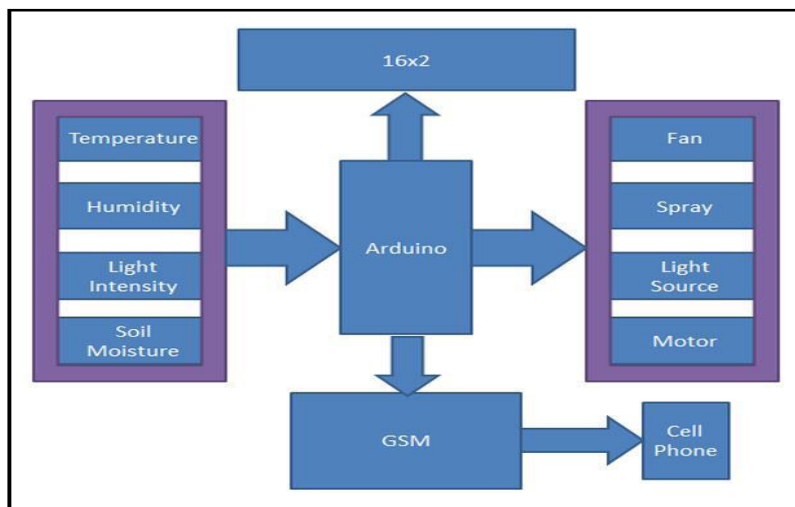 16x2
Temperature
Humidity
Light
Intensity
Soil
Moisture
Arduino
Fan
Spray
Light
Source
Motor
GSM
Cell
Phone